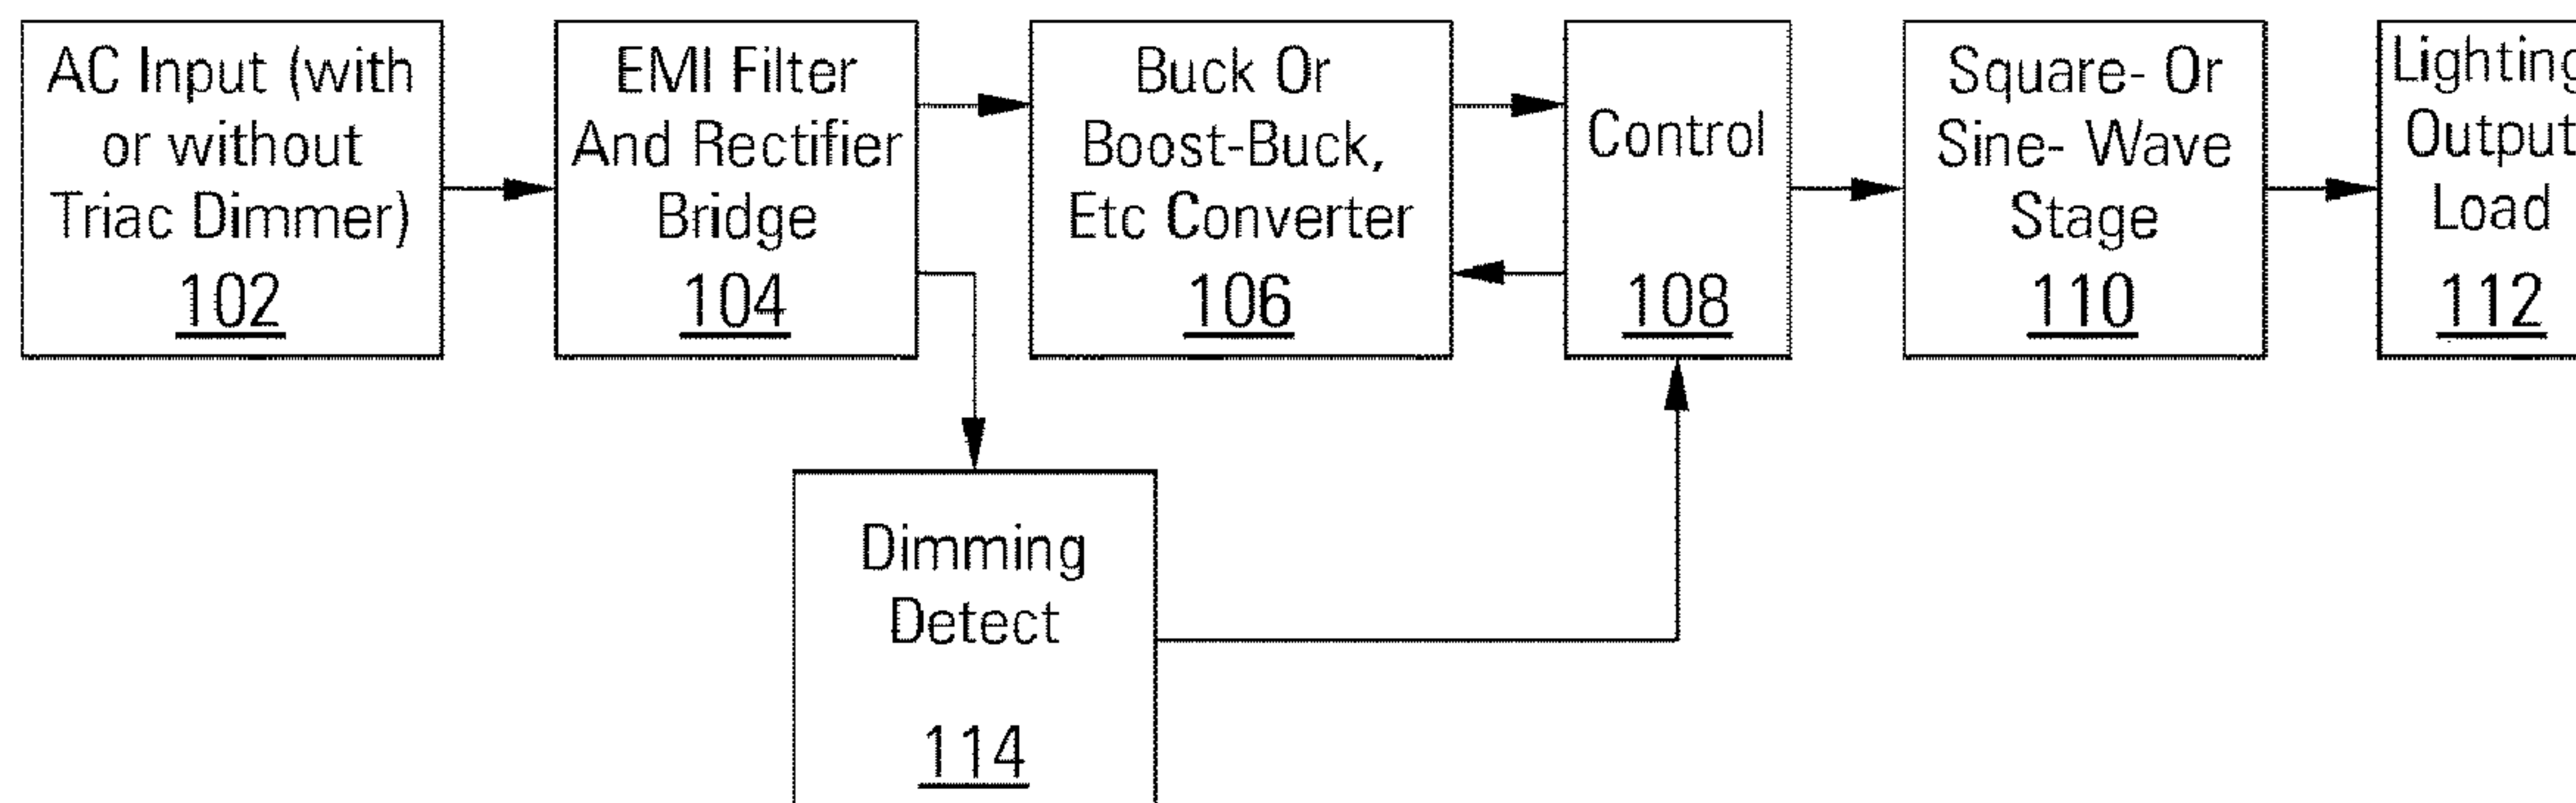 AC Input (with
or without
Triac Dimmer)
102
EMI Filter
And Rectifier
Bridge
104
Buck Or
Boost-Buck,
Etc Converter
106
Control
108
Square- Or
Sine- Wave
Stage
110
Lighting
Output
Load
112
Dimming
Detect
114